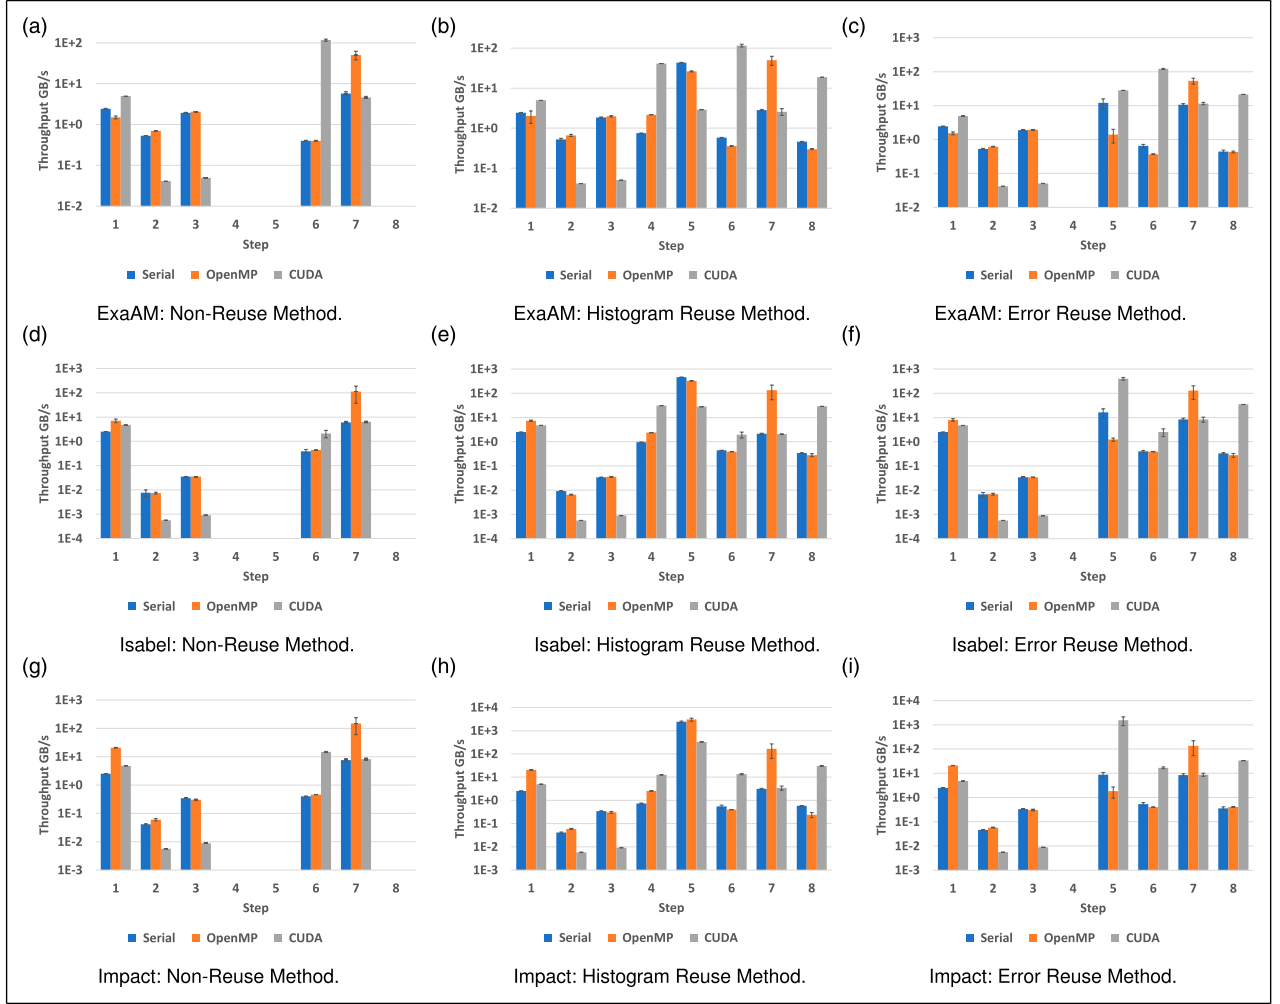 (a)
Throughput GB/s
1E+2
1E+1
1E+0
1E-1
1E-2
1 2 3 4 5 6 7 8
Step
Serial OpenMP CUDA
ExaAM: Non-Reuse Method.
(b)
Throughput GB/s
1E+2
1E+1
1E+0
1E-1
1E-2
1 2 3 4 5 6 7 8
Step
Serial OpenMP CUDA
ExaAM: Histogram Reuse Method.
(c)
Throughput GB/s
1E+3
1E+2
1E+1
1E+0
1E-1
1E-2
1 2 3 4 5 6 7 8
Step
Serial OpenMP CUDA
ExaAM: Error Reuse Method.
(d)
Throughput GB/s
1E+3
1E+2
1E+1
1E+0
1E-1
1E-2
1E-3
1E-4
1 2 3 4 5 6 7 8
Step
Serial OpenMP CUDA
Isabel: Non-Reuse Method.
(e)
Throughput GB/s
1E+3
1E+2
1E+1
1E+0
1E-1
1E-2
1E-3
1E-4
1 2 3 4 5 6 7 8
Step
Serial OpenMP CUDA
Isabel: Histogram Reuse Method.
(f)
Throughput GB/s
1E+3
1E+2
1E+1
1E+0
1E-1
1E-2
1E-3
1E-4
1 2 3 4 5 6 7 8
Step
Serial OpenMP CUDA
Isabel: Error Reuse Method.
(g)
Throughput GB/s
1E+3
1E+2
1E+1
1E+0
1E-1
1E-2
1E-3
1 2 3 4 5 6 7 8
Step
Serial OpenMP CUDA
Impact: Non-Reuse Method.
(h)
Throughput GB/s
1E+4
1E+3
1E+2
1E+1
1E+0
1E-1
1E-2
1E-3
1 2 3 4 5 6 7 8
Step
Serial OpenMP CUDA
Impact: Histogram Reuse Method.
(i)
Throughput GB/s
1E+4
1E+3
1E+2
1E+1
1E+0
1E-1
1E-2
1E-3
1 2 3 4 5 6 7 8
Step
Serial OpenMP CUDA
Impact: Error Reuse Method.